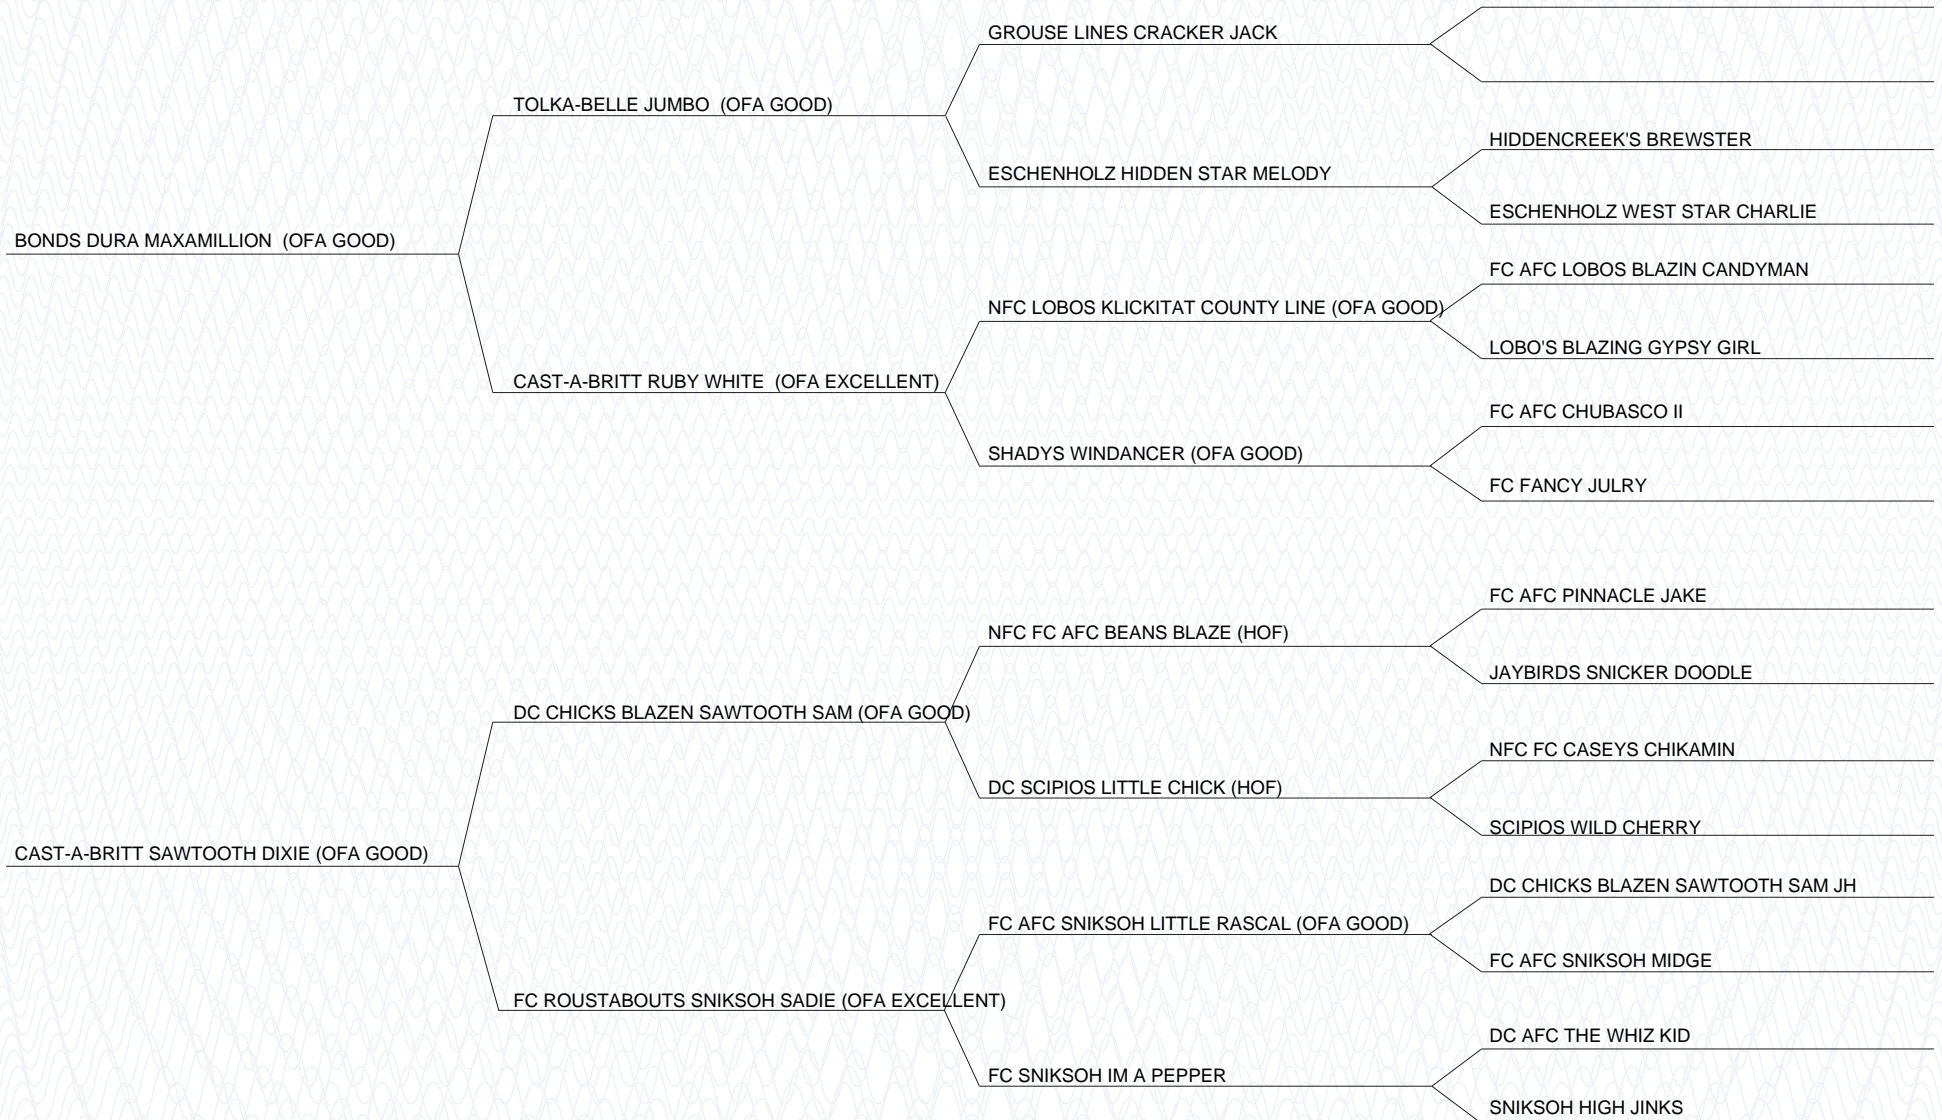 GROUSE LINES CRACKER JACK
TOLKA-BELLE JUMBO (OFA GOOD)
HIDDENCREEK'S BREWSTER
ESCHENHOLZ HIDDEN STAR MELODY
ESCHENHOLZ WEST STAR CHARLIE
BONDS DURA MAXAMILLION (OFA GOOD)
FC AFC LOBOS BLAZIN CANDYMAN
NFC LOBOS KLICKITAT COUNTY LINE (OFA GOOD)
LOBO'S BLAZING GYPSY GIRL
CAST-A-BRITT RUBY WHITE (OFA EXCELLENT)
FC AFC CHUBASCO II
SHADYS WINDANCER (OFA GOOD)
FC FANCY JULRY
FC AFC PINNACLE JAKE
NFC FC AFC BEANS BLAZE (HOF)
JAYBIRDS SNICKER DOODLE
DC CHICKS BLAZEN SAWTOOTH SAM (OFA GOOD)
NFC FC CASEYS CHIKAMIN
DC SCIPIOS LITTLE CHICK (HOF)
SCIPIOS WILD CHERRY
CAST-A-BRITT SAWTOOTH DIXIE (OFA GOOD)
DC CHICKS BLAZEN SAWTOOTH SAM JH
FC AFC SNIKSOH LITTLE RASCAL (OFA GOOD)
FC AFC SNIKSOH MIDGE
FC ROUSTABOUTS SNIKSOH SADIE (OFA EXCELLENT)
DC AFC THE WHIZ KID
FC SNIKSOH IM A PEPPER
SNIKSOH HIGH JINKS